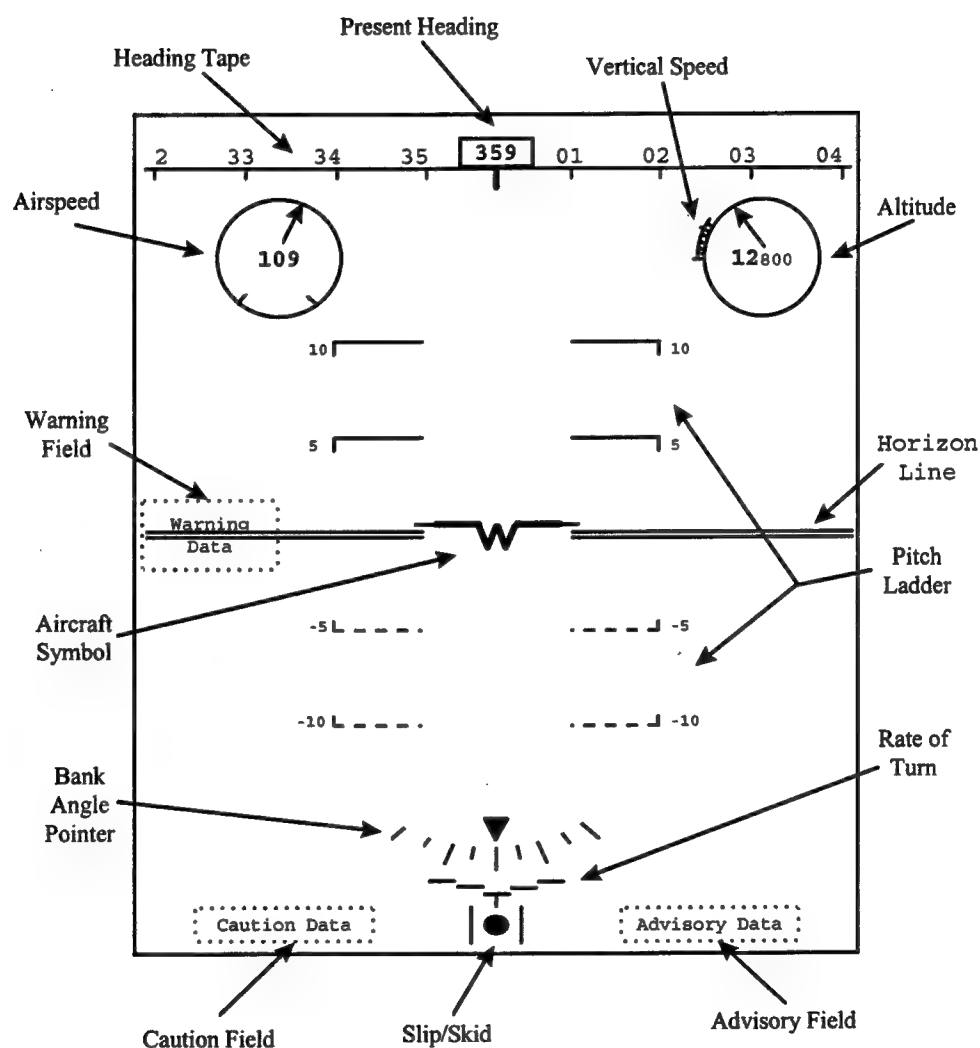 Present Heading
Heading Tape
Vertical Speed
2 33 34 35 359 01 02 03 04
Airspeed
Altitude
109
12800
10 10
Warning
Field
5 5
Horizon
Line
Warning
Data
Pitch
Ladder
Aircraft
Symbol
-5 -5
-10 -10
Rate of
Turn
Bank
Angle
Pointer
Caution Data
Advisory Data
Caution Field
Slip/Skid
Advisory Field